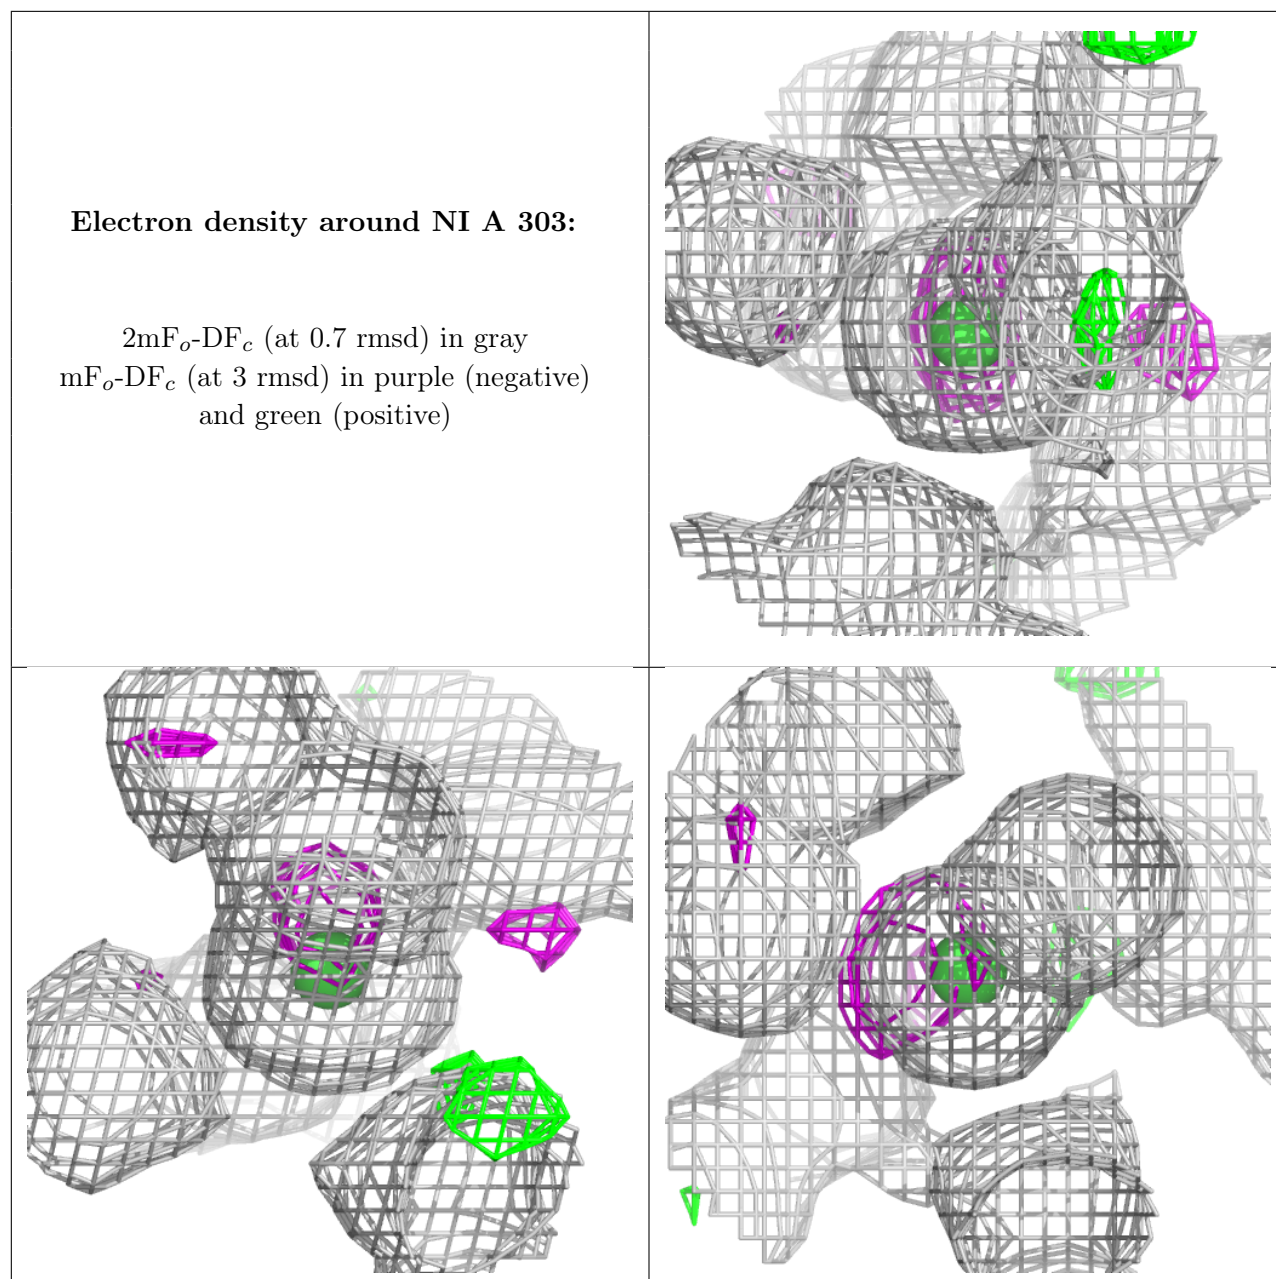 Electron density around NI A 303:
2mFₒ-DF𝒸 (at 0.7 rmsd) in gray
mFₒ-DF𝒸 (at 3 rmsd) in purple (negative)
and green (positive)